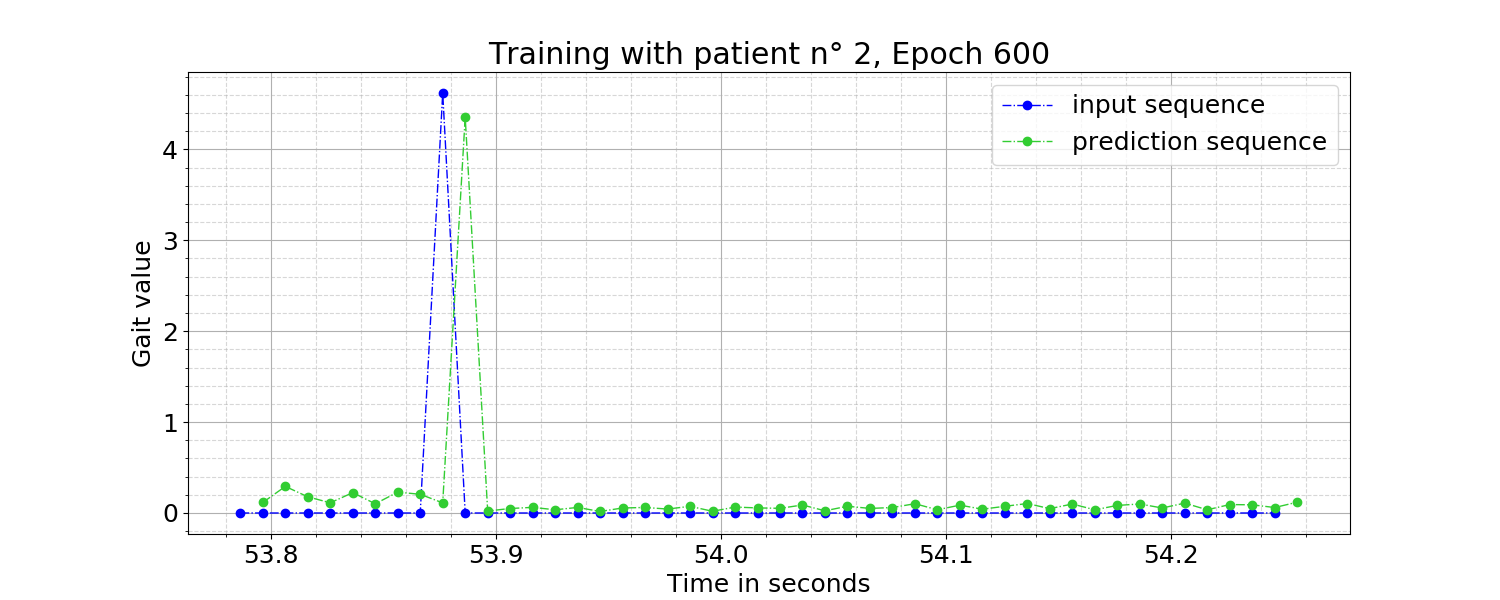 Training with patient n° 2, Epoch 600
input sequence
prediction sequence
Gait value
4
3
2
1
0
53.8 53.9 54.0 54.1 54.2
Time in seconds